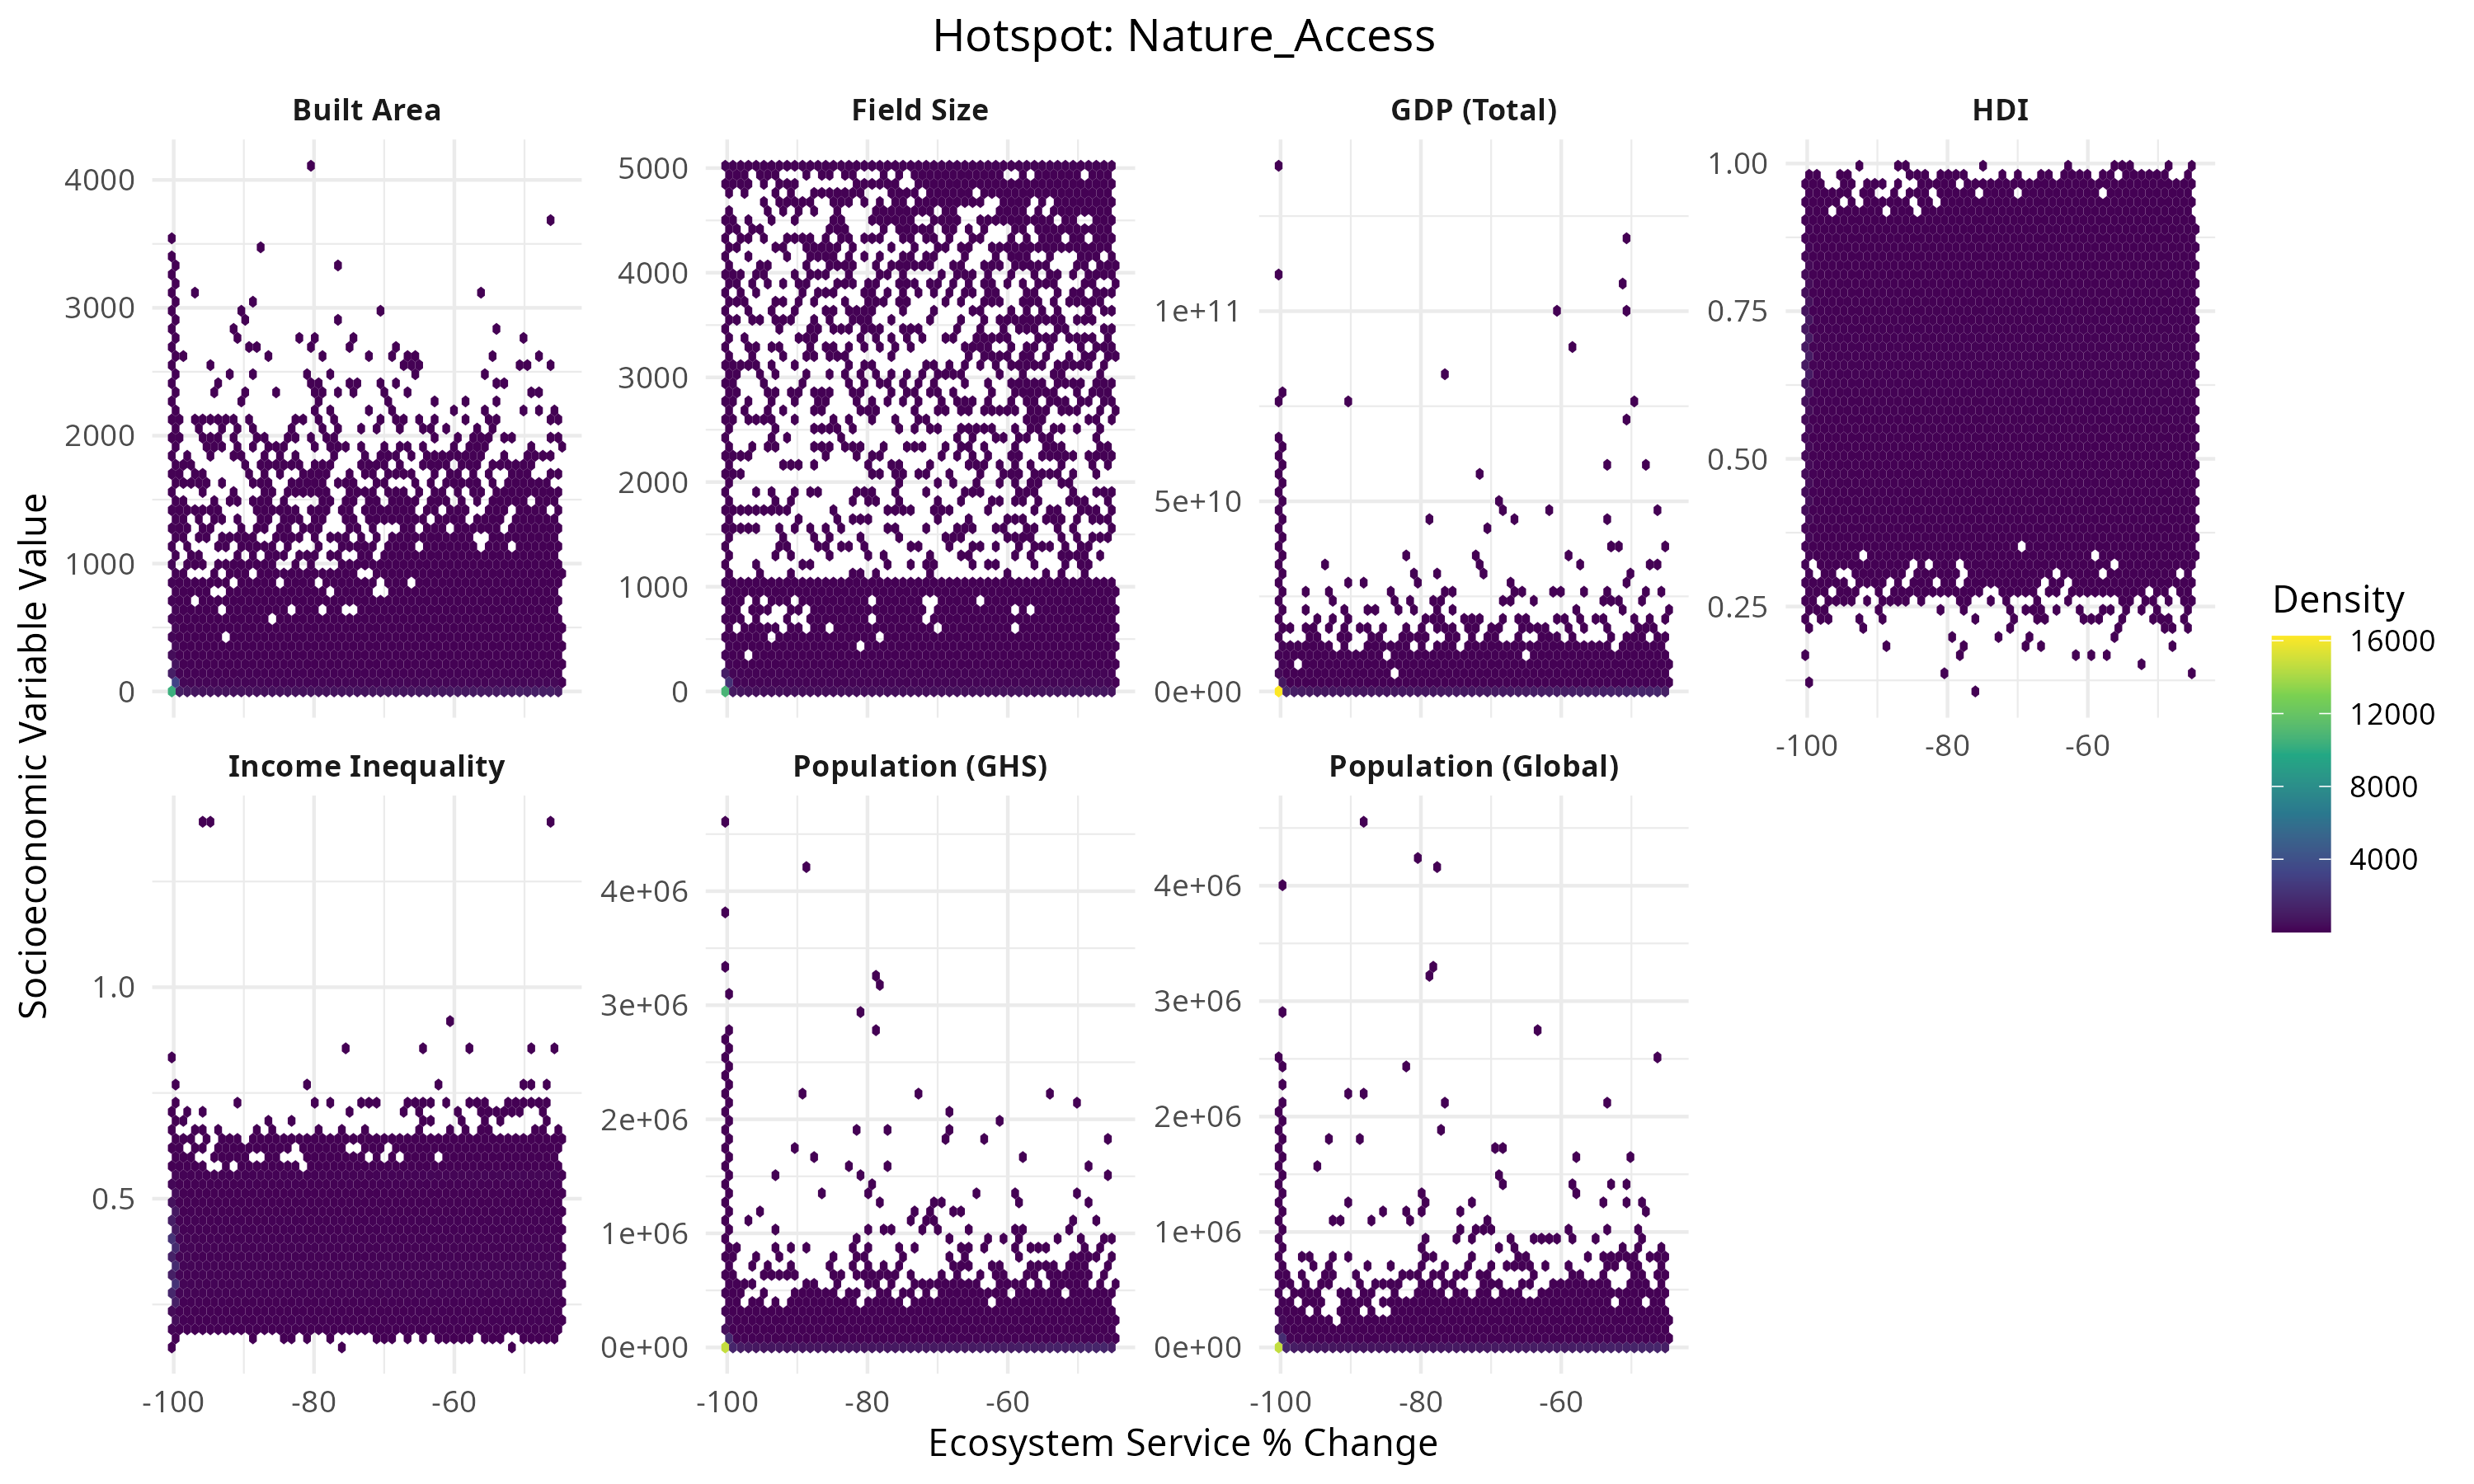 Hotspot: Nature_Access
Built Area
Field Size
GDP (Total)
HDI
4000
3000
2000
1000
0
5000
4000
3000
2000
1000
0
1e+11
5e+10
0e+00
1.00
0.75
0.50
0.25
-100 -80 -60
Income Inequality
Population (GHS)
Population (Global)
1.0
0.5
4e+06
3e+06
2e+06
1e+06
0e+00
4e+06
3e+06
2e+06
1e+06
0e+00
-100 -80 -60
-100 -80 -60
-100 -80 -60
Ecosystem Service % Change
Socioeconomic Variable Value
Density
16000
12000
8000
4000